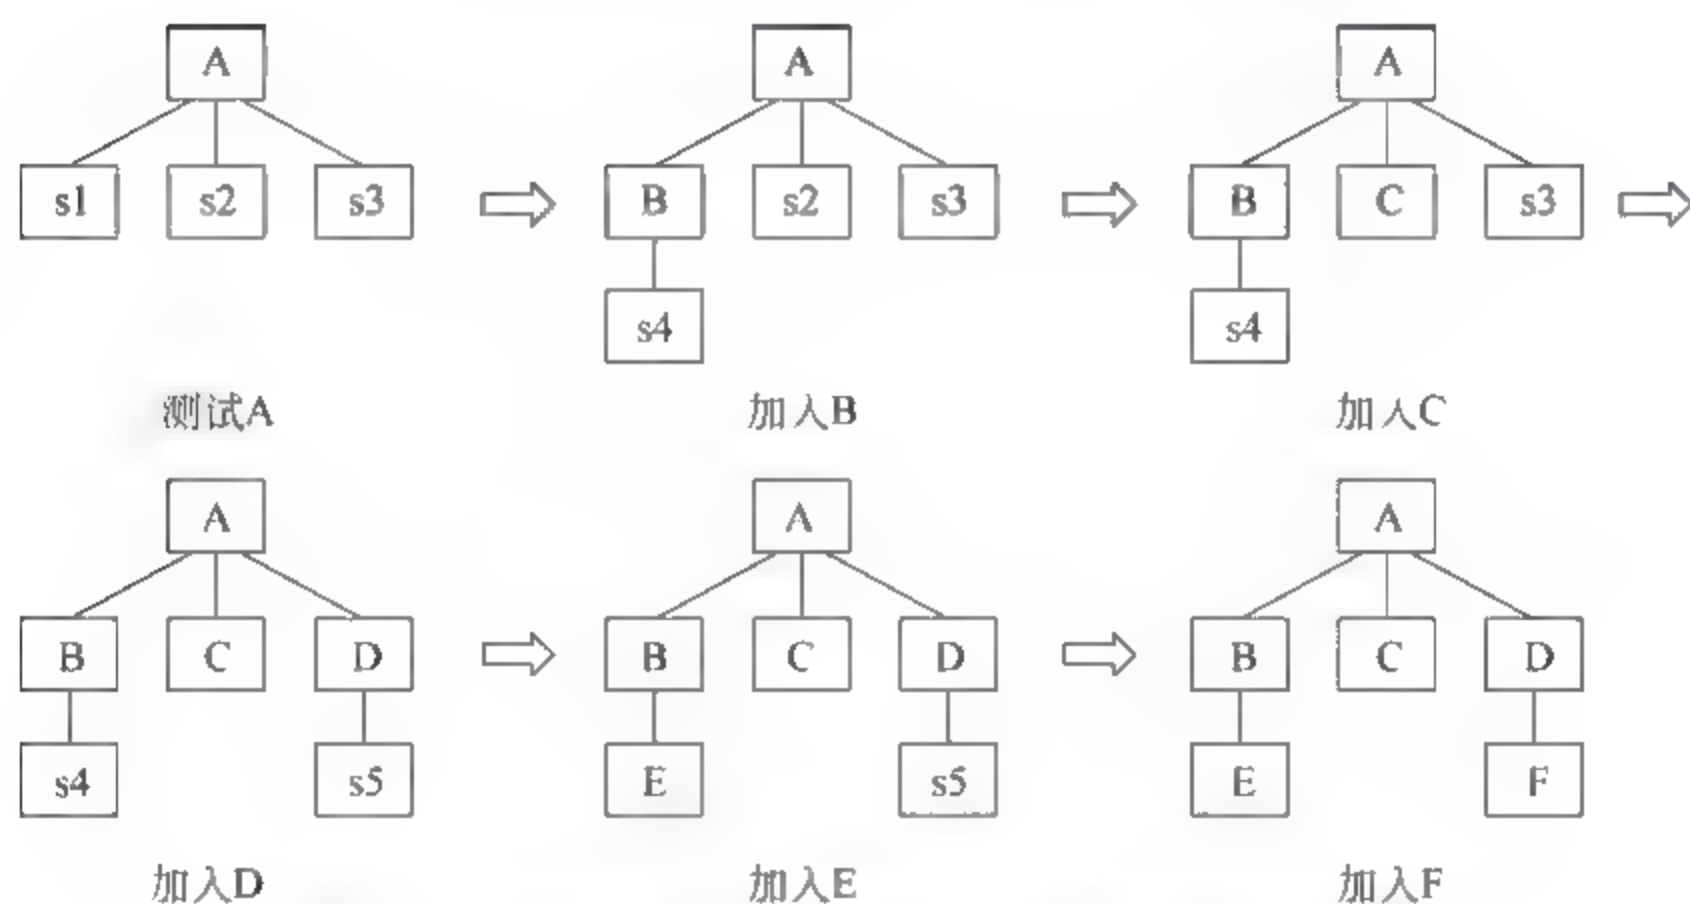 A A A
s1 s2 s3 B s2 s3 B C s3
s4 s4
测试A 加入B 加入C
A A A
B C D B C D B C D
s4 s5 E s5 E F
加入D 加入E 加入F